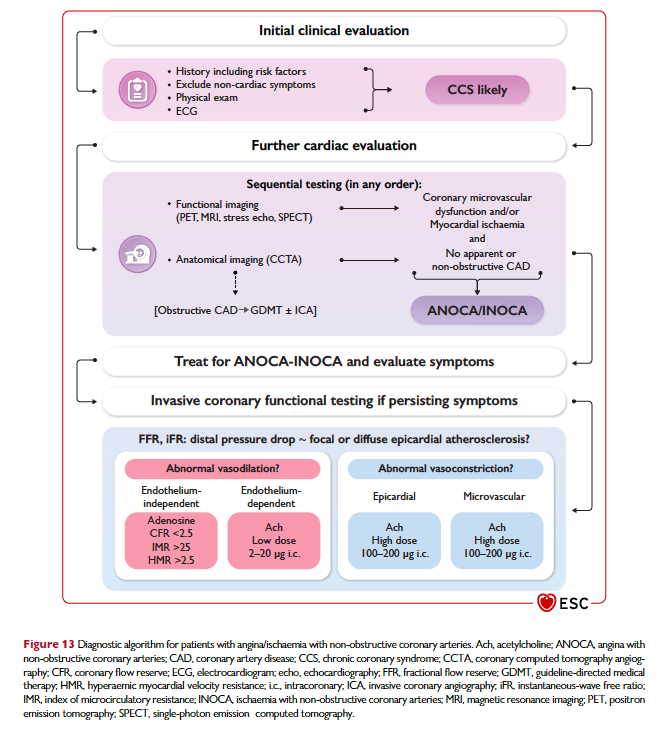 Initial clinical evaluation
• History including risk factors
• Exclude non-cardiac symptoms
• Physical exam
• ECG
CCS likely
Further cardiac evaluation
Sequential testing (in any order):
• Functional imaging
(PET, MRI, stress echo, SPECT)
Coronary microvascular
dysfunction and/or
Myocardial ischaemia
and
• Anatomical imaging (CCTA)
No apparent or
non-obstructive CAD
[Obstructive CAD→GDMT ± ICA]
ANOCA/INOCA
Treat for ANOCA-INOCA and evaluate symptoms
Invasive coronary functional testing if persisting symptoms
FFR, iFR: distal pressure drop ~ focal or diffuse epicardial atherosclerosis?
Abnormal vasodilation?
Endothelium-
independent
Adenosine
CFR <2.5
IMR >25
HMR >2.5
Endothelium-
dependent
Ach
Low dose
2–20 μg i.c.
Abnormal vasoconstriction?
Epicardial
Ach
High dose
100–200 μg i.c.
Microvascular
Ach
High dose
100–200 μg i.c.
ESC
Figure 13 Diagnostic algorithm for patients with angina/ischaemia with non-obstructive coronary arteries. Ach, acetylcholine; ANOCA, angina with
non-obstructive coronary arteries; CAD, coronary artery disease; CCS, chronic coronary syndrome; CCTA, coronary computed tomography angiog-
raphy; CFR, coronary flow reserve; ECG, electrocardiogram; echo, echocardiography; FFR, fractional flow reserve; GDMT, guideline-directed medical
therapy; HMR, hyperaemic myocardial velocity resistance; i.c., intracoronary; ICA, invasive coronary angiography; iFR, instantaneous-wave free ratio;
IMR, index of microcirculatory resistance; INOCA, ischaemia with non-obstructive coronary arteries; MRI, magnetic resonance imaging; PET, positron
emission tomography; SPECT, single-photon emission computed tomography.